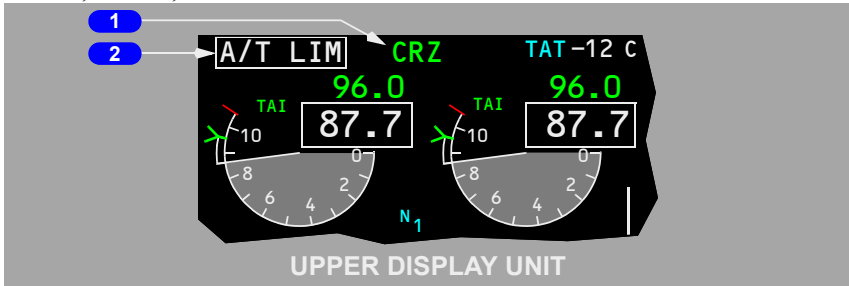 1
2
A/T LIM CRZ TAT-12 C
96.0 96.0
TAI TAI
87.7 87.7
10 10
0 0
8 8
2 2
6 6
4 4
N1
UPPER DISPLAY UNIT